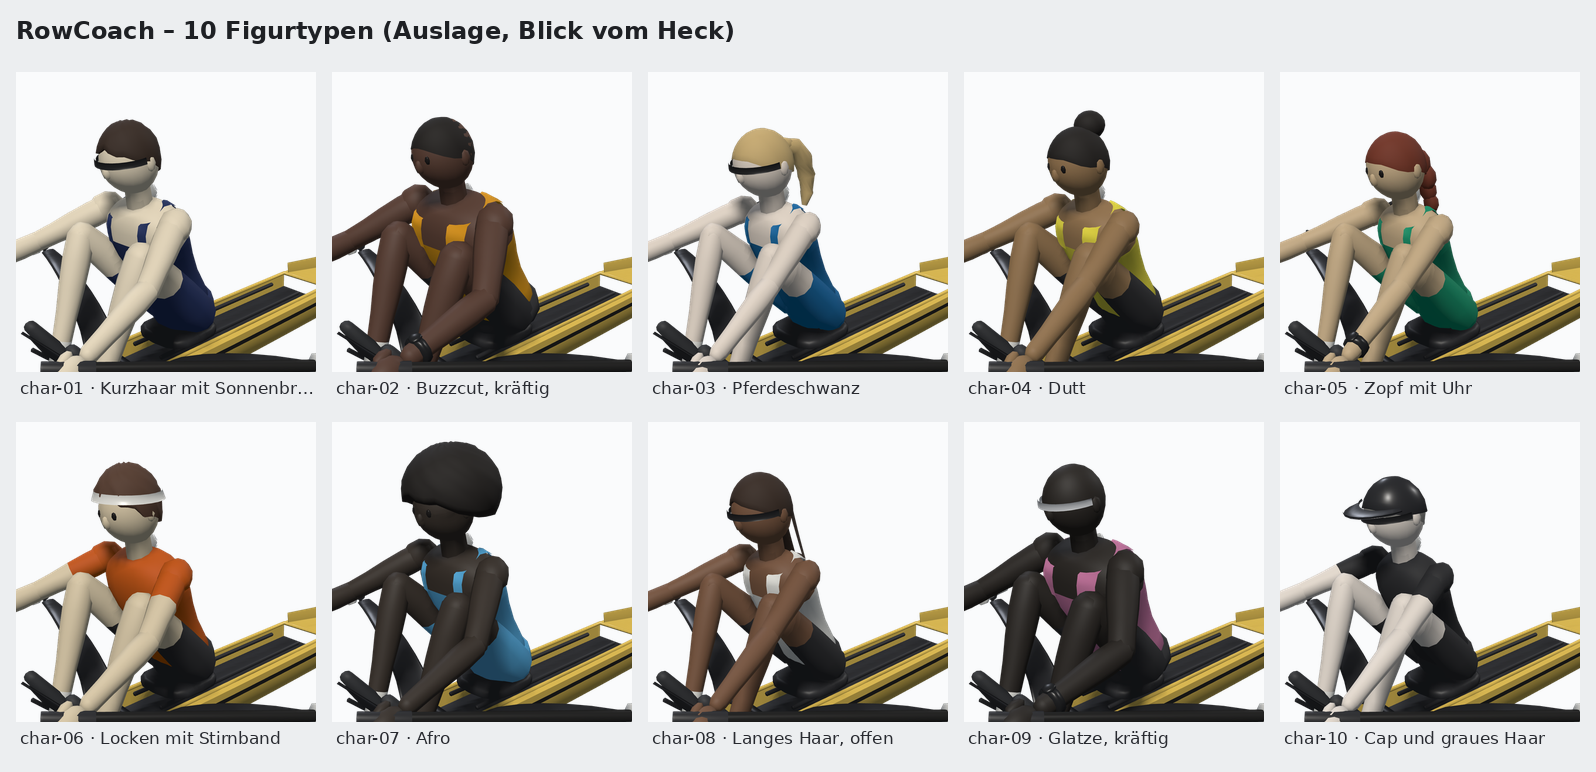 RowCoach – 10 Figurtypen (Auslage, Blick vom Heck)
char-01 · Kurzhaar mit Sonnenbr…
char-02 · Buzzcut, kräftig
char-03 · Pferdeschwanz
char-04 · Dutt
char-05 · Zopf mit Uhr
char-06 · Locken mit Stirnband
char-07 · Afro
char-08 · Langes Haar, offen
char-09 · Glatze, kräftig
char-10 · Cap und graues Haar